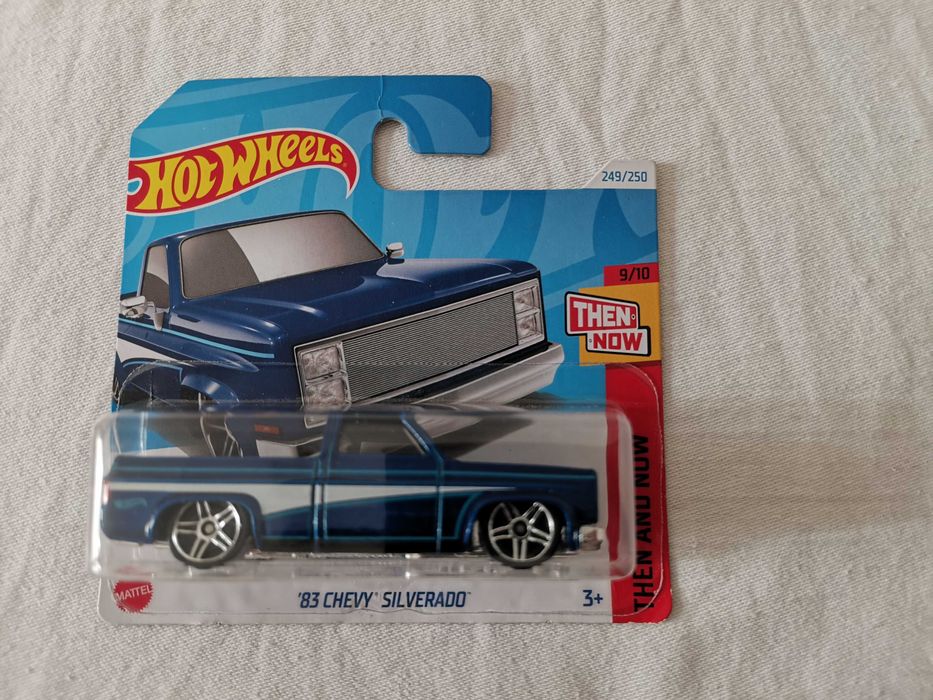 HOT WHEELS
249/250
9/10
THEN
NOW
THEN AND NOW
MATTEL
'83 CHEVY SILVERADO
3+